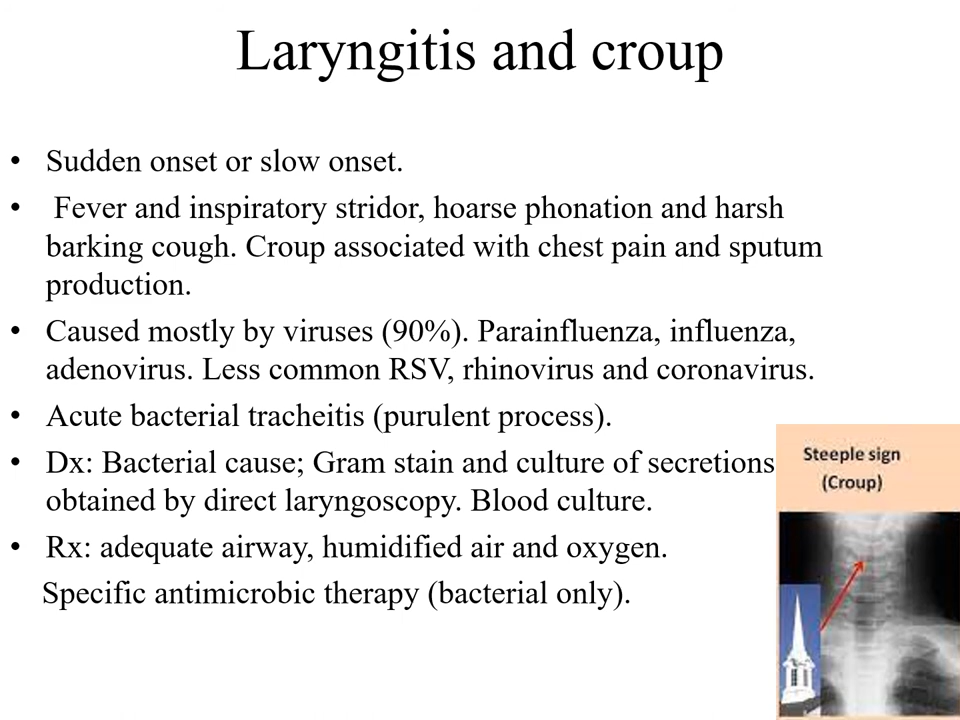 Laryngitis and croup
• Sudden onset or slow onset.
• Fever and inspiratory stridor, hoarse phonation and harsh
barking cough. Croup associated with chest pain and sputum
production.
• Caused mostly by viruses (90%). Parainfluenza, influenza,
adenovirus. Less common RSV, rhinovirus and coronavirus.
• Acute bacterial tracheitis (purulent process).
• Dx: Bacterial cause; Gram stain and culture of secretions
obtained by direct laryngoscopy. Blood culture.
• Rx: adequate airway, humidified air and oxygen.
Specific antimicrobic therapy (bacterial only).
Steeple sign
(Croup)